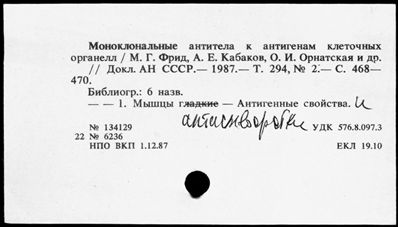 Моноклональные антитела к антигенам клеточных
органелл / М. Г. Фрид, А. Е. Кабаков, О. И. Орнатская и др.
// Докл. АН СССР.— 1987.— Т. 294, № 2.— С. 468—
470.
Библиогр.: 6 назв.
— — 1. Мышцы гладкие — Антигенные свойства. и
антисыворотки
№ 134129 УДК 576.8.097.3
22 № 6236
НПО ВКП 1.12.87 ЕКЛ 19.10